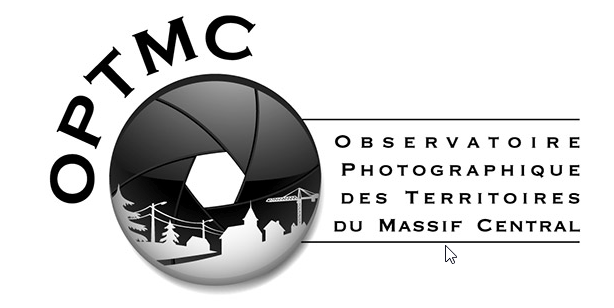 OPTMC
OBSERVATOIRE
PHOTOGRAPHIQUE
DES TERRITOIRES
DU MASSIF CENTRAL